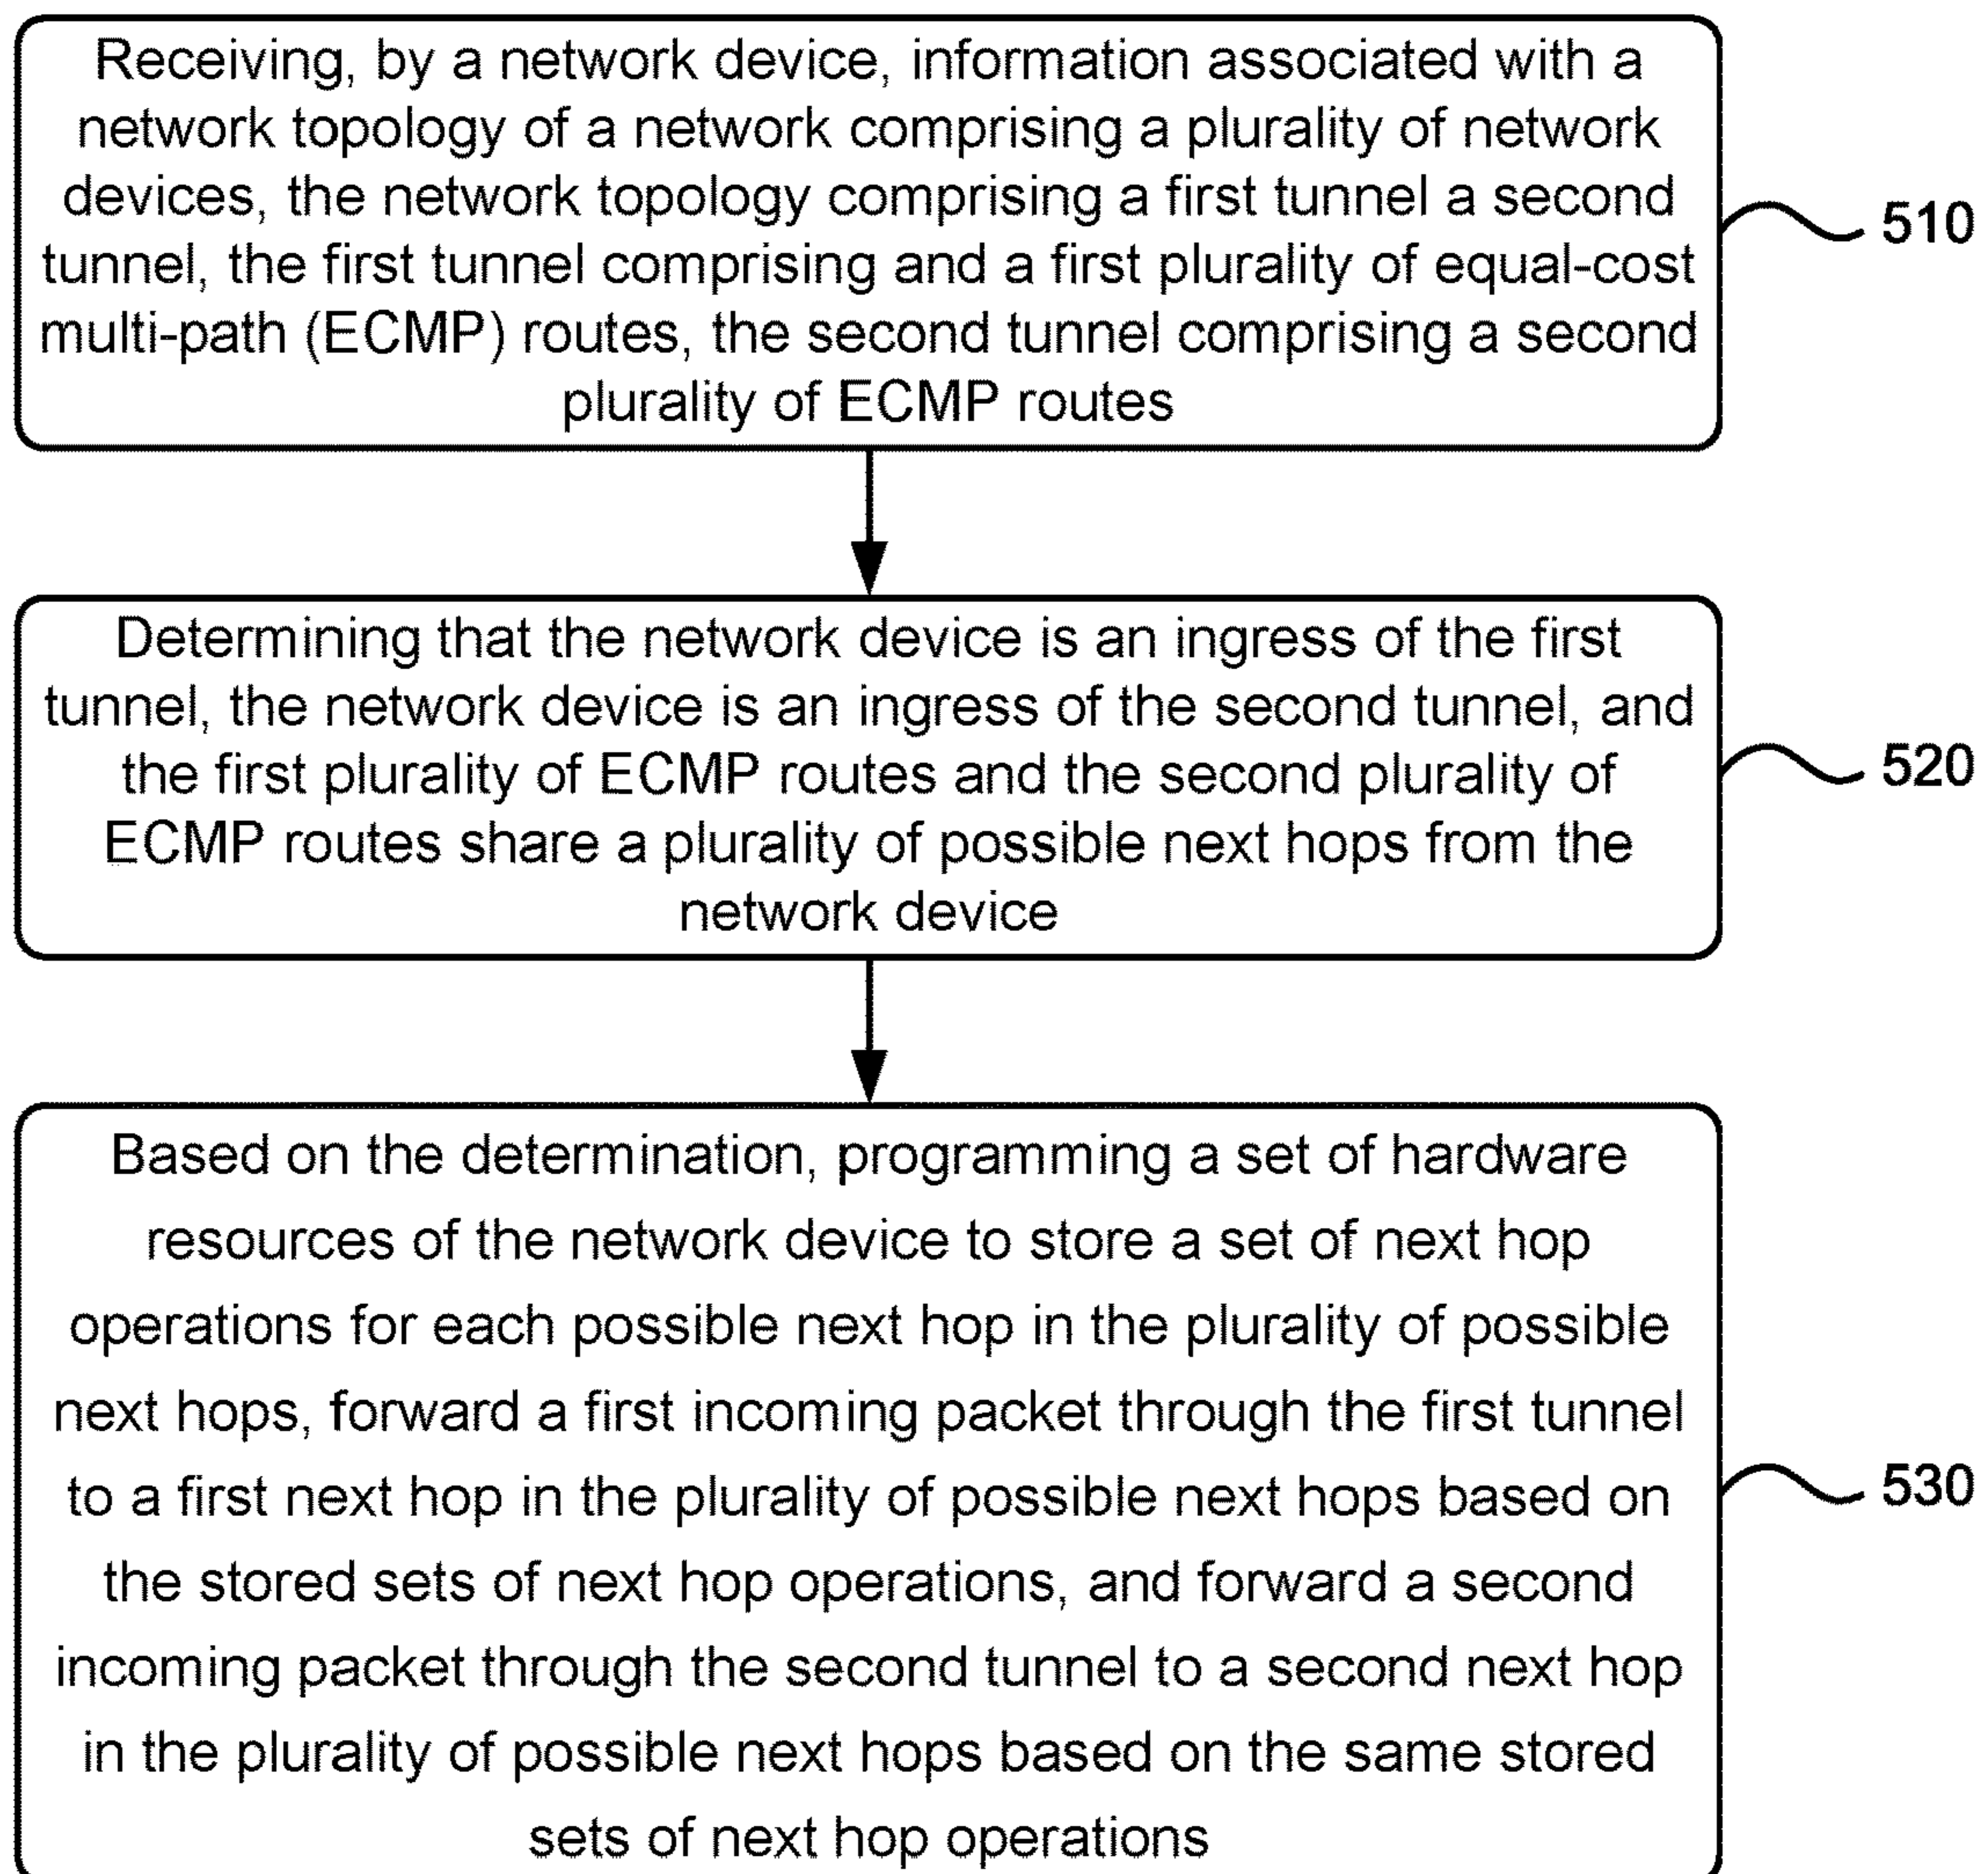 Receiving, by a network device, information associated with a
network topology of a network comprising a plurality of network
devices, the network topology comprising a first tunnel a second
tunnel, the first tunnel comprising and a first plurality of equal-cost
multi-path (ECMP) routes, the second tunnel comprising a second
plurality of ECMP routes
510
Determining that the network device is an ingress of the first
tunnel, the network device is an ingress of the second tunnel, and
the first plurality of ECMP routes and the second plurality of
ECMP routes share a plurality of possible next hops from the
network device
520
Based on the determination, programming a set of hardware
resources of the network device to store a set of next hop
operations for each possible next hop in the plurality of possible
next hops, forward a first incoming packet through the first tunnel
to a first next hop in the plurality of possible next hops based on
the stored sets of next hop operations, and forward a second
incoming packet through the second tunnel to a second next hop
in the plurality of possible next hops based on the same stored
sets of next hop operations
530